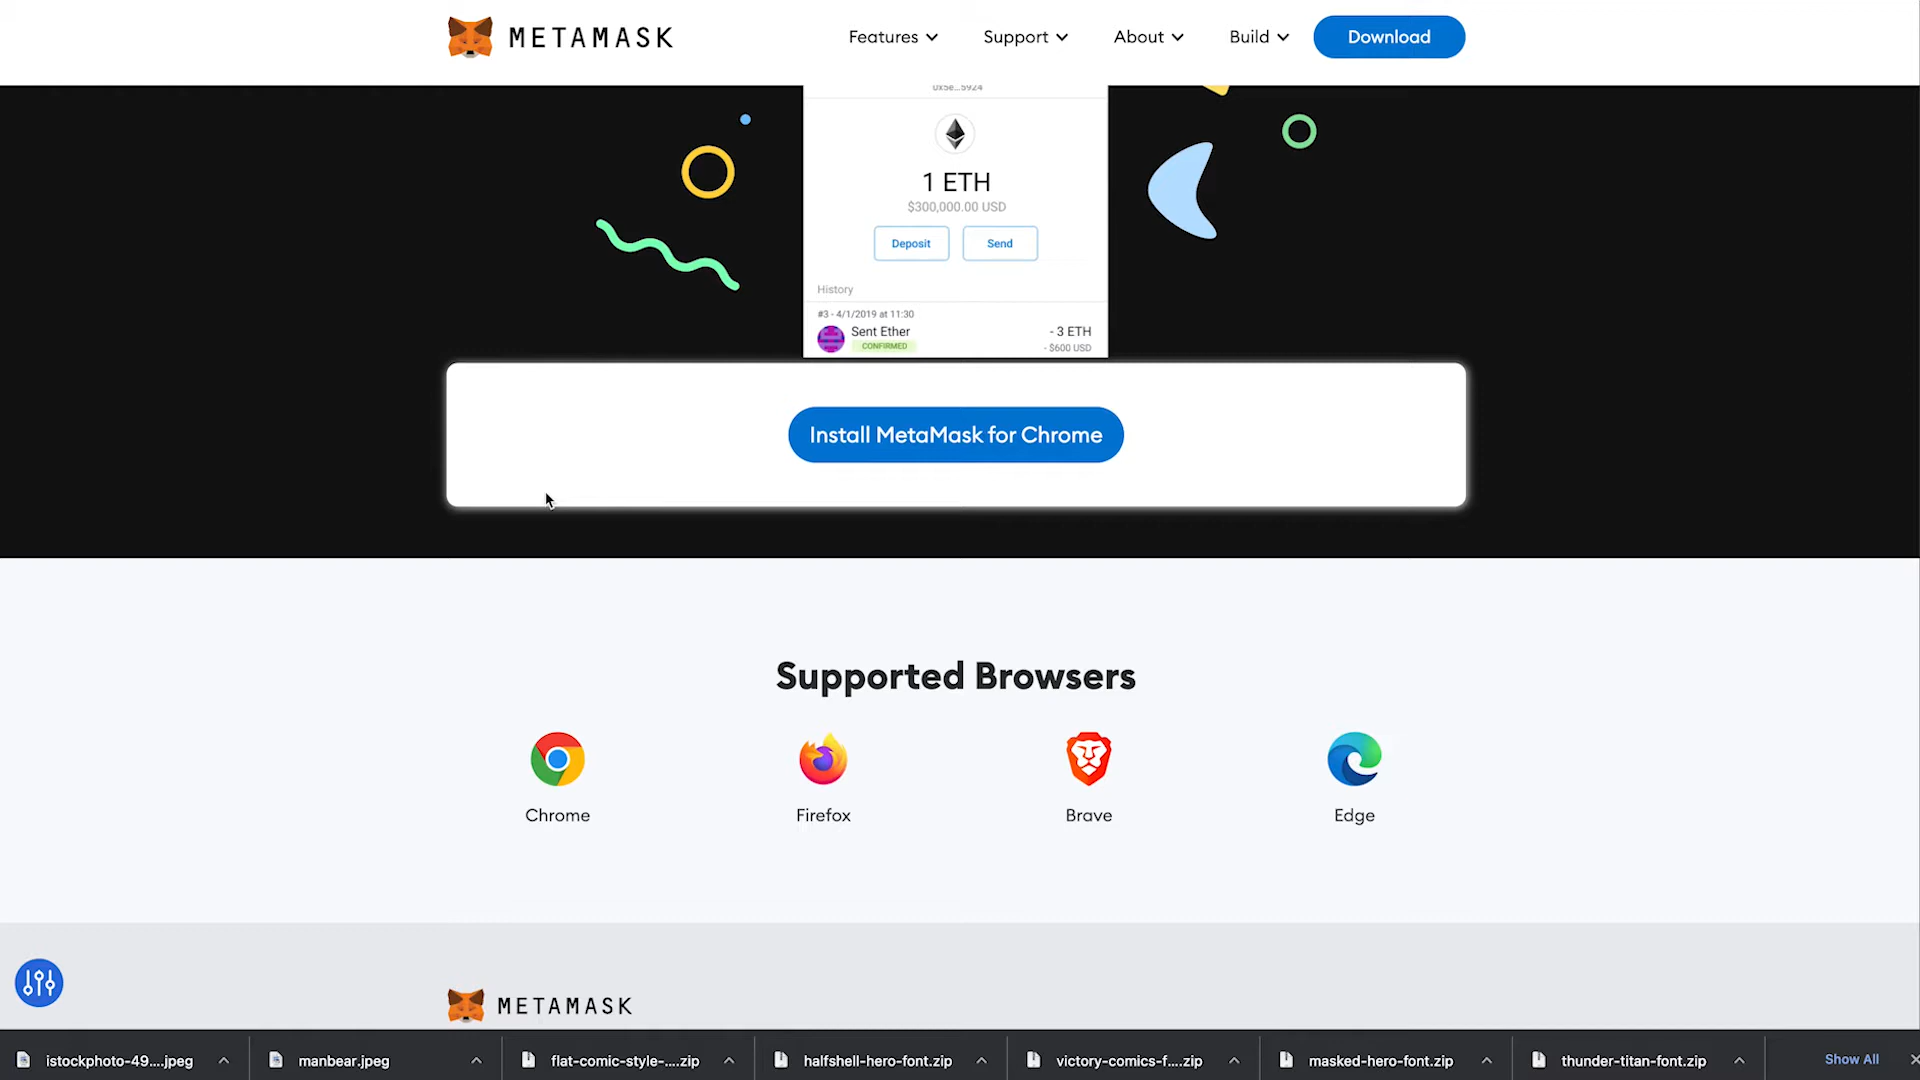 METAMASK
Features
Support
About
Build
Download
0x5e...5924
1 ETH
$300,000.00 USD
Deposit
Send
History
#3 - 4/1/2019 at 11:30
Sent Ether
- 3 ETH
CONFIRMED
- $600 USD
Install MetaMask for Chrome
Supported Browsers
Chrome
Firefox
Brave
Edge
METAMASK
istockphoto-49....jpeg
manbear.jpeg
flat-comic-style-....zip
halfshell-hero-font.zip
victory-comics-f....zip
masked-hero-font.zip
thunder-titan-font.zip
Show All